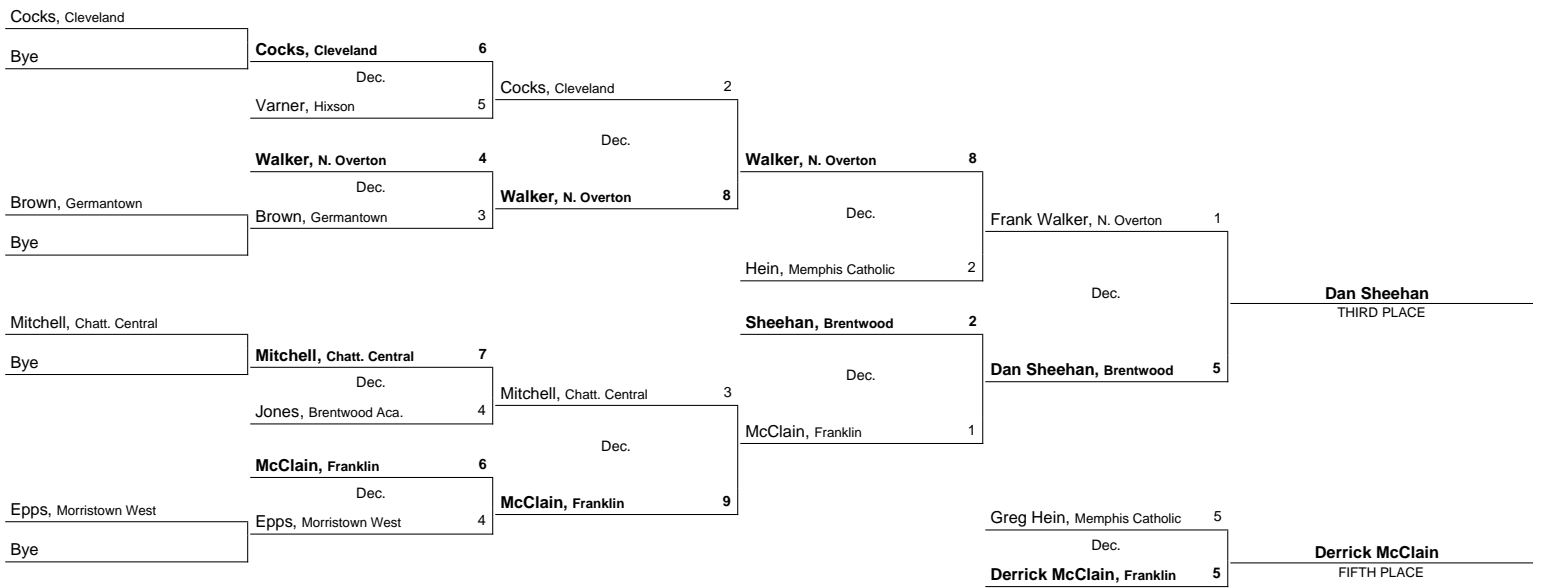 Cocks, Cleveland
Bye
Brown, Germantown
Bye
Mitchell, Chatt. Central
Bye
Epps, Morristown West
Bye
Cocks, Cleveland 6
Dec.
Varner, Hixson 5
Walker, N. Overton 4
Dec.
Brown, Germantown 3
Mitchell, Chatt. Central 7
Dec.
Jones, Brentwood Aca. 4
McClain, Franklin 6
Dec.
Epps, Morristown West 4
Cocks, Cleveland 2
Dec.
Walker, N. Overton 8
Mitchell, Chatt. Central 3
Dec.
McClain, Franklin 9
Walker, N. Overton 8
Dec.
Hein, Memphis Catholic 2
Sheehan, Brentwood 2
Dec.
McClain, Franklin 1
Frank Walker, N. Overton 1
Dec.
Dan Sheehan, Brentwood 5
Greg Hein, Memphis Catholic 5
Dec.
Derrick McClain, Franklin 5
Dan Sheehan
THIRD PLACE
Derrick McClain
FIFTH PLACE